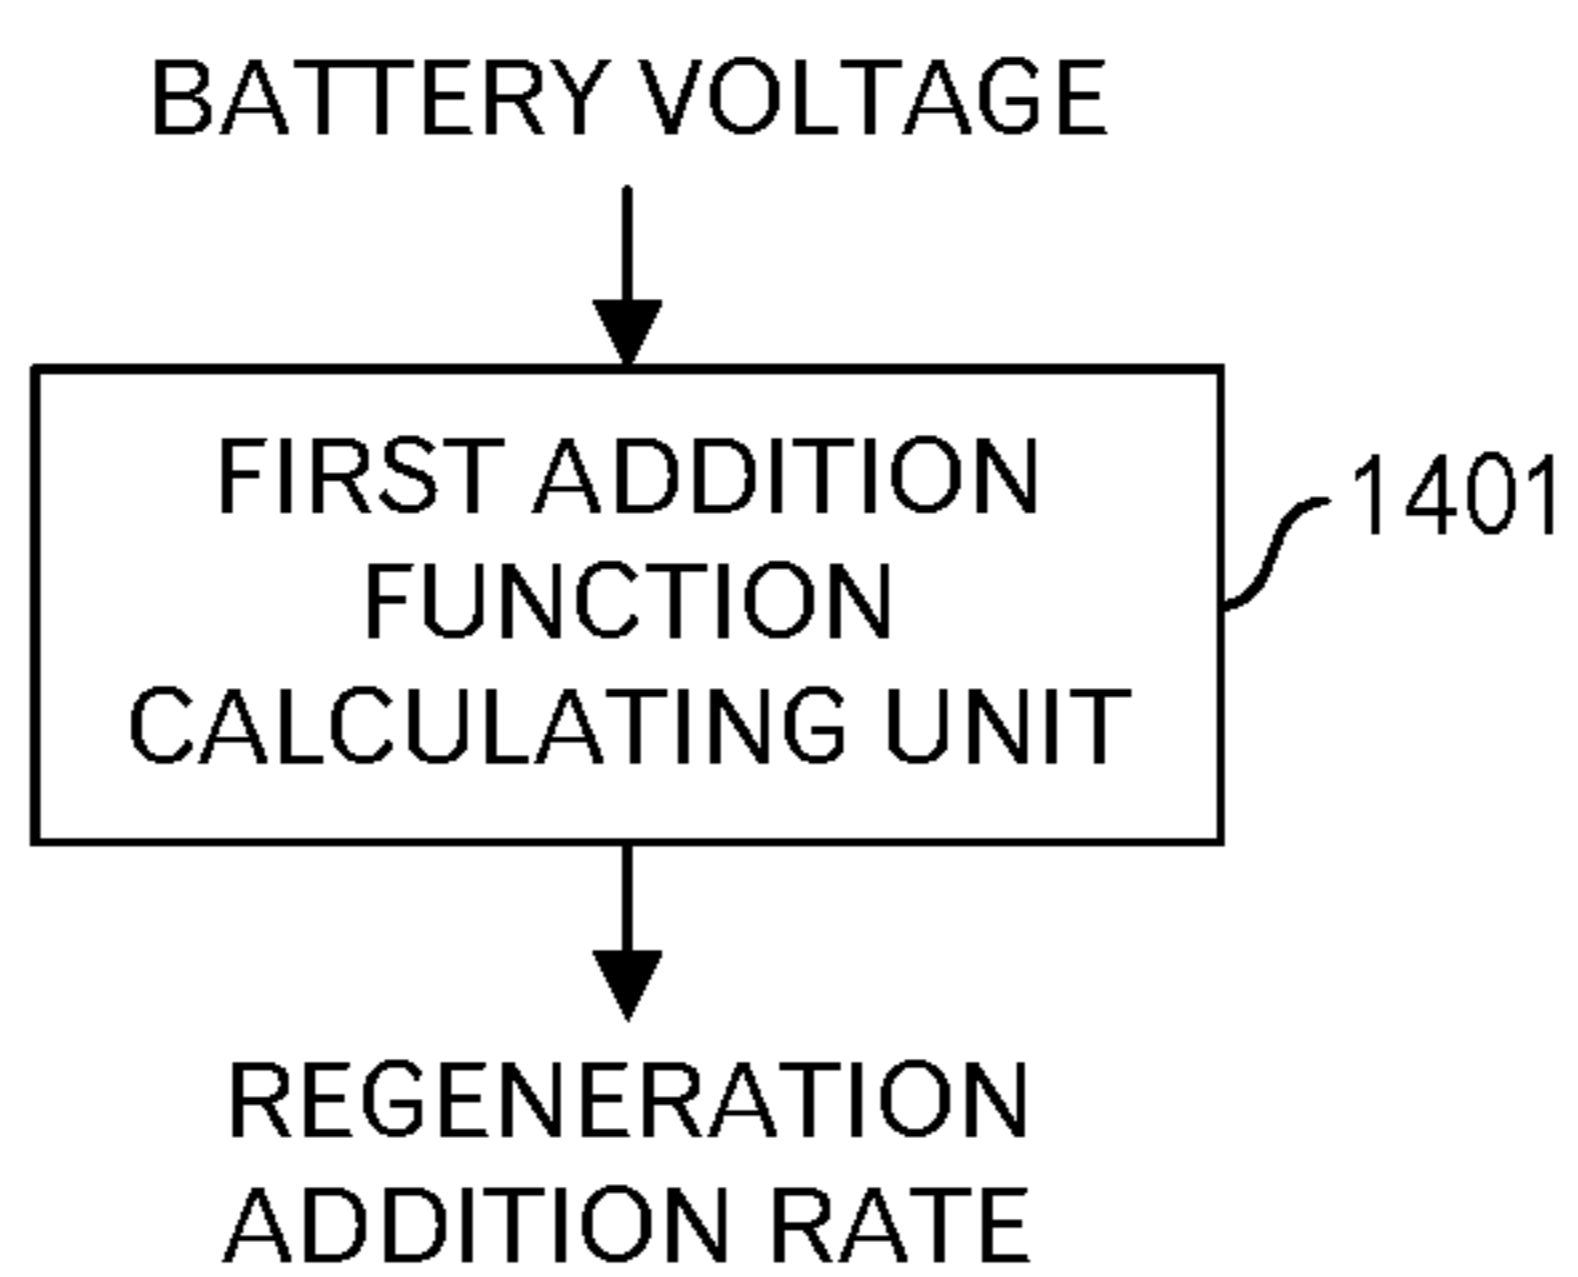 BATTERY VOLTAGE
FIRST ADDITION
FUNCTION
CALCULATING UNIT
1401
REGENERATION
ADDITION RATE